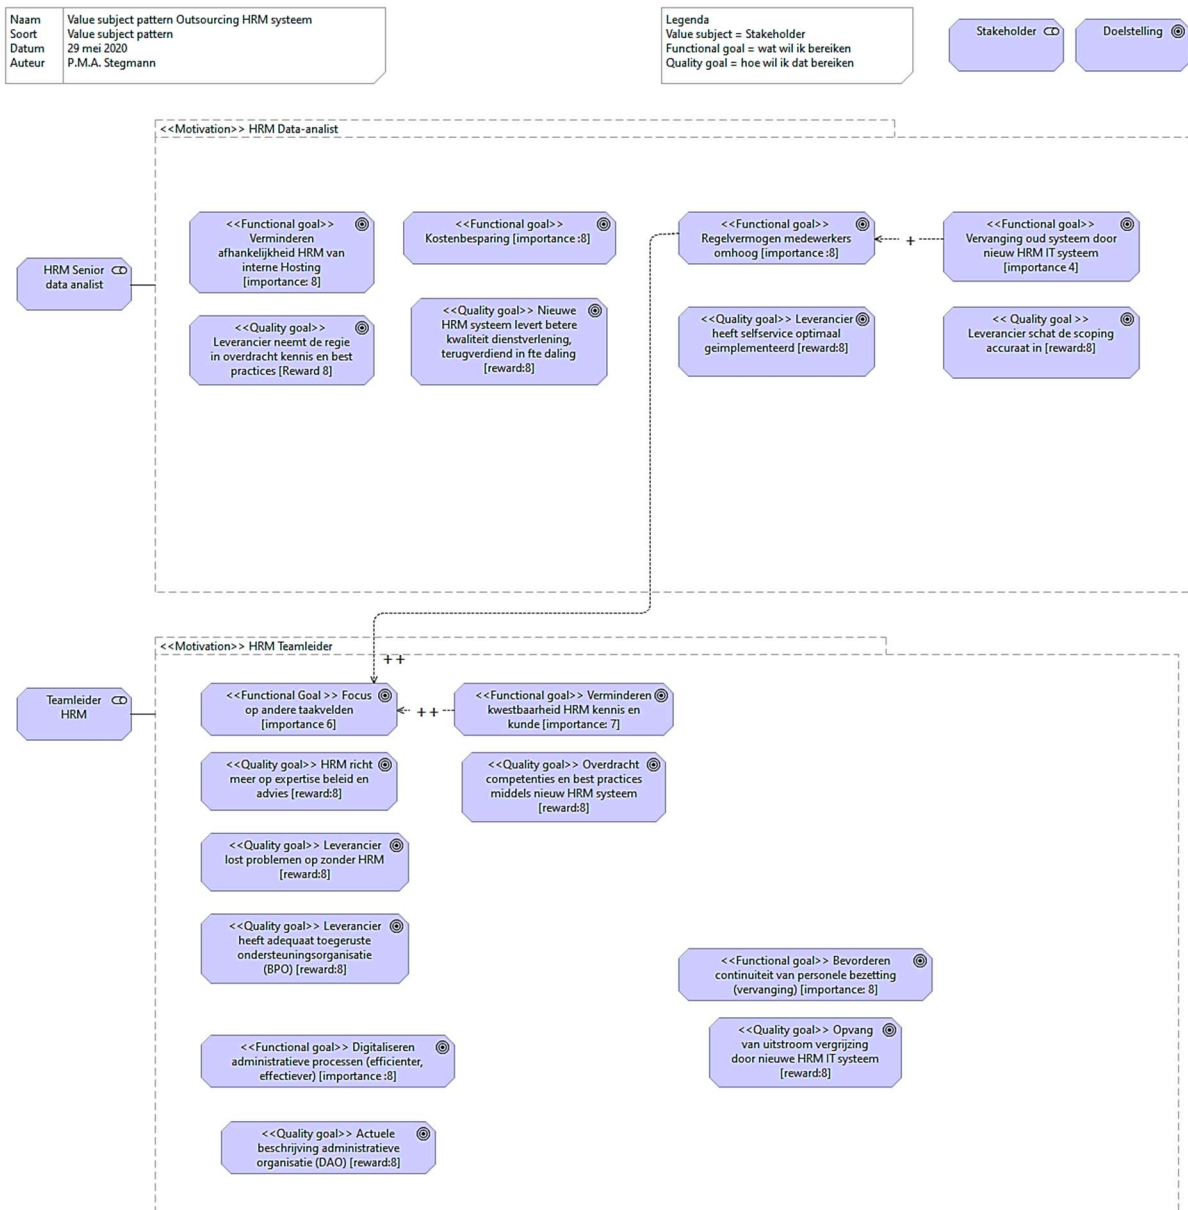 Naam Value subject pattern Outsourcing HRM systeem
Soort Value subject pattern
Datum 29 mei 2020
Auteur P.M.A. Stegmann
Legenda
Value subject = Stakeholder
Functional goal = wat wil ik bereiken
Quality goal = hoe wil ik dat bereiken
Stakeholder
Doelstelling
<<Motivation>> HRM Data-analist
HRM Senior
data analist
<<Functional goal>>
Verminderen
afhankelijkheid HRM van
interne Hosting
[importance: 8]
<<Functional goal>>
Kostenbesparing [importance :8]
<<Functional goal>>
Regelvermogen medewerkers
omhoog [importance :8]
+
<<Functional goal>>
Vervanging oud systeem door
nieuw HRM IT systeem
[importance 4]
<<Quality goal>>
Leverancier neemt de regie
in overdracht kennis en best
practices [Reward 8]
<<Quality goal>> Nieuwe
HRM systeem levert betere
kwaliteit dienstverlening,
terugverdiend in fte daling
[reward:8]
<<Quality goal>> Leverancier
heeft selfservice optimaal
geimplementeerd [reward:8]
<< Quality goal >>
Leverancier schat de scoping
accuraat in [reward:8]
<<Motivation>> HRM Teamleider
++
Teamleider
HRM
<<Functional Goal >> Focus
op andere taakvelden
[importance 6]
++
<<Functional goal>> Verminderen
kwestbaarheid HRM kennis en
kunde [importance: 7]
<<Quality goal>> HRM richt
meer op expertise beleid en
advies [reward:8]
<<Quality goal>> Overdracht
competenties en best practices
middels nieuw HRM systeem
[reward:8]
<<Quality goal>> Leverancier
lost problemen op zonder HRM
[reward:8]
<<Quality goal>> Leverancier
heeft adequaat toegeruste
ondersteuningsorganisatie
(BPO) [reward:8]
<<Functional goal>> Bevorderen
continuiteit van personele bezetting
(vervanging) [importance: 8]
<<Quality goal>> Opvang
van uitstroom vergrijzing
door nieuwe HRM IT systeem
[reward:8]
<<Functional goal>> Digitaliseren
administratieve processen (efficienter,
effectiever) [importance :8]
<<Quality goal>> Actuele
beschrijving administratieve
organisatie (DAO) [reward:8]